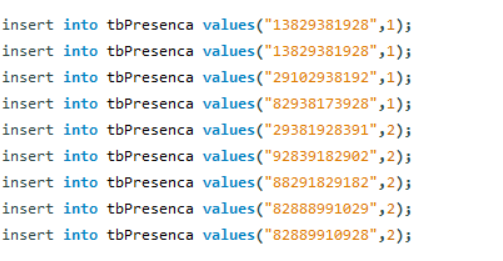 insert into tbPresenca values("13829381928",1);
insert into tbPresenca values("13829381928",1);
insert into tbPresenca values("29102938192",1);
insert into tbPresenca values("82938173928",1);
insert into tbPresenca values("29381928391",2);
insert into tbPresenca values("92839182902",2);
insert into tbPresenca values("88291829182",2);
insert into tbPresenca values("82888991029",2);
insert into tbPresenca values("82889910928",2);